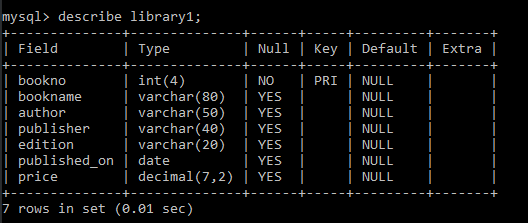 mysql> describe library1;
+--------------+--------------+------+-----+---------+-------+
| Field        | Type         | Null | Key | Default | Extra |
+--------------+--------------+------+-----+---------+-------+
| bookno       | int(4)       | NO   | PRI | NULL    |       |
| bookname     | varchar(80)  | YES  |     | NULL    |       |
| author       | varchar(50)  | YES  |     | NULL    |       |
| publisher    | varchar(40)  | YES  |     | NULL    |       |
| edition      | varchar(20)  | YES  |     | NULL    |       |
| published_on | date         | YES  |     | NULL    |       |
| price        | decimal(7,2) | YES  |     | NULL    |       |
+--------------+--------------+------+-----+---------+-------+
7 rows in set (0.01 sec)